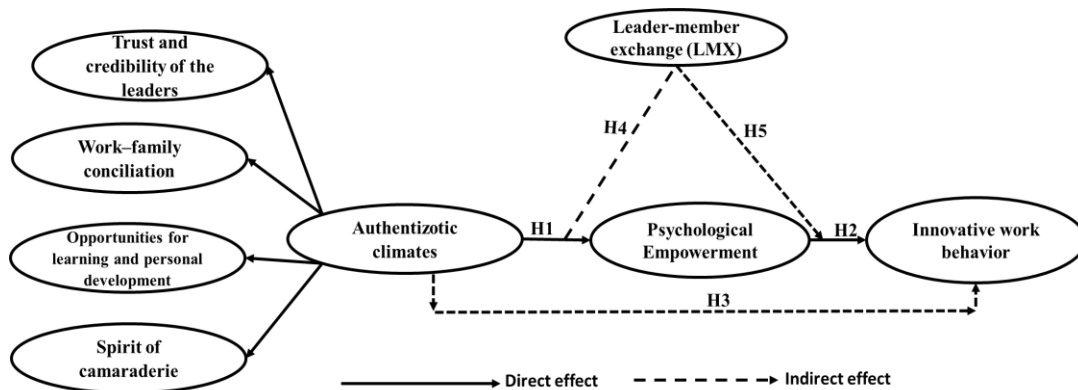 Leader-member
exchange (LMX)
Trust and
credibility of the
leaders
H4
H5
Work–family
conciliation
Authentizotic
climates
H1
Psychological
Empowerment
H2
Innovative work
behavior
Opportunities for
learning and personal
development
H3
Spirit of
camaraderie
Direct effect
Indirect effect